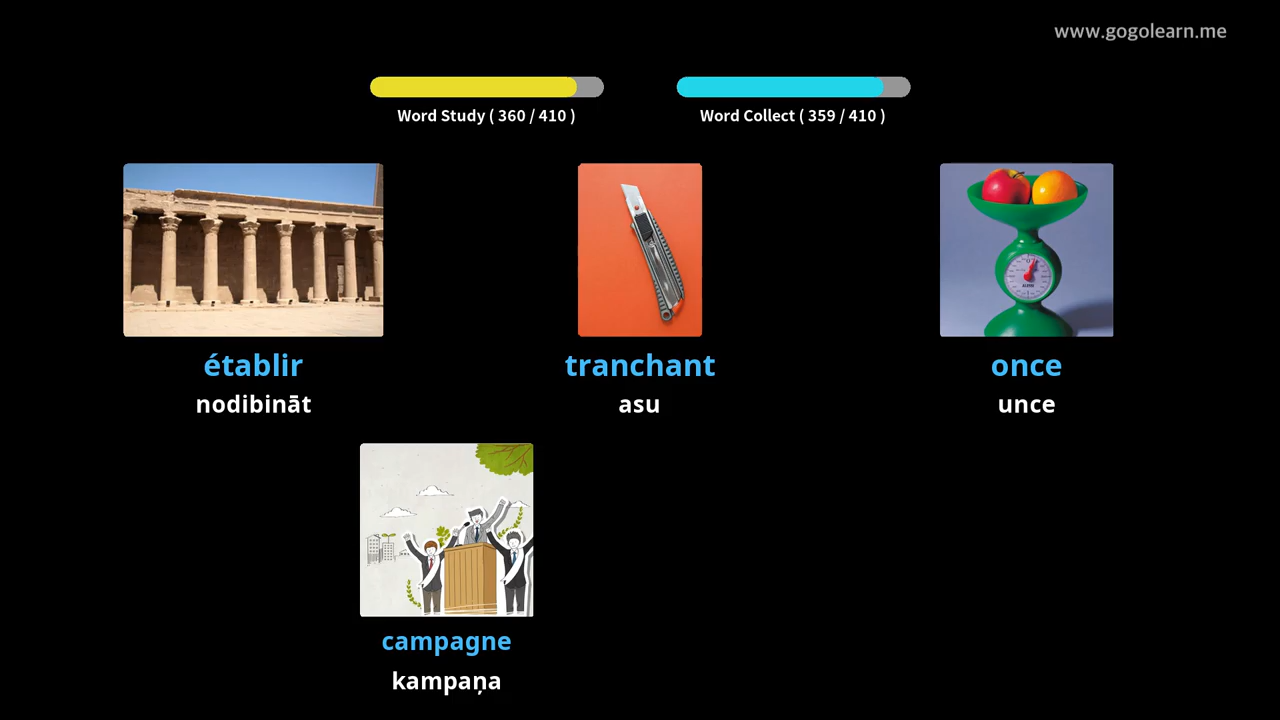 www.gogolearn.me
Word Study ( 360 / 410 )
Word Collect ( 359 / 410 )
établir
tranchant
once
nodibināt
asu
unce
campagne
kampaņa